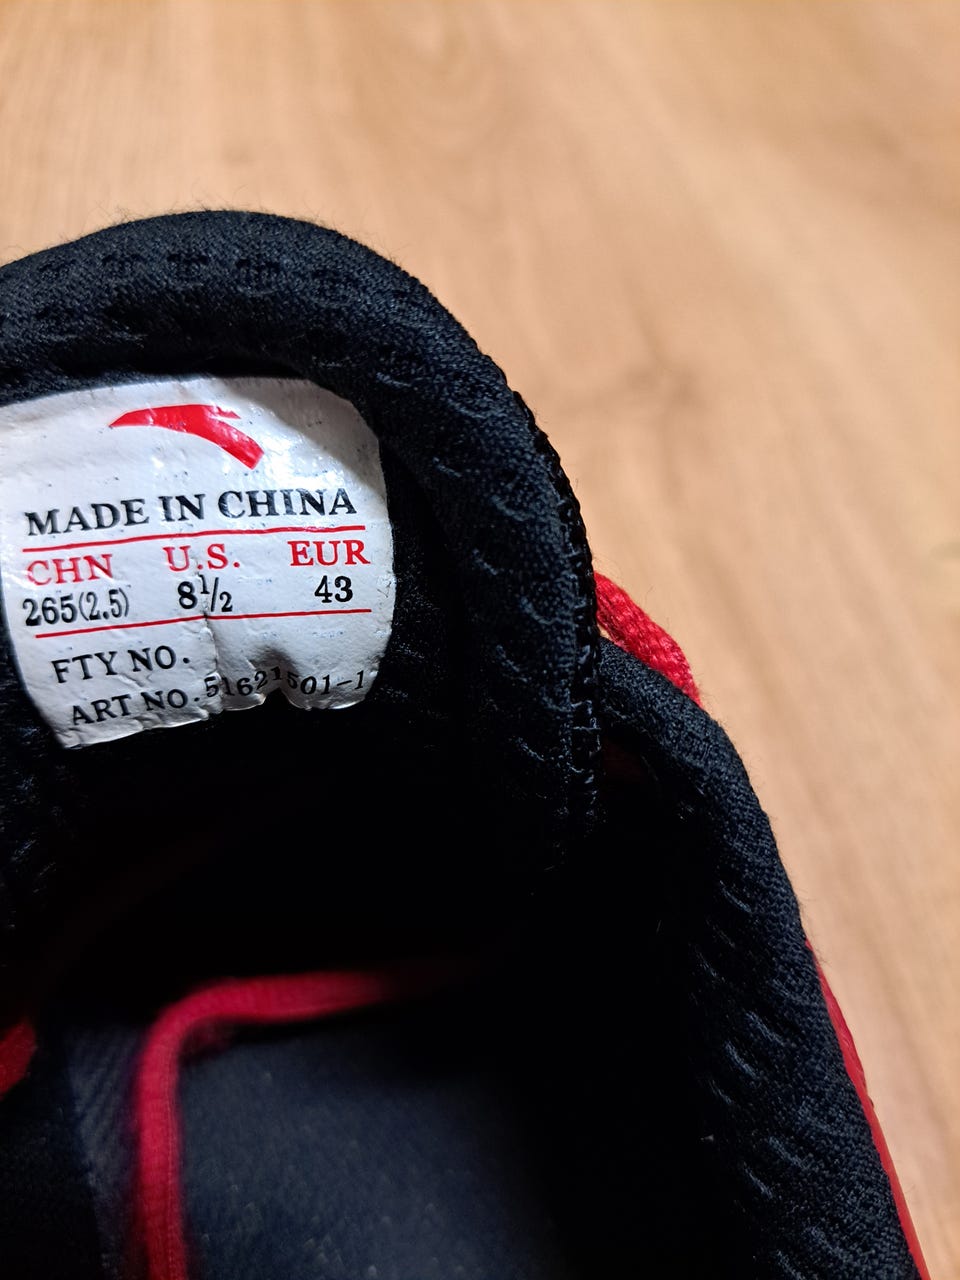 MADE IN CHINA
CHN U.S. EUR
265(2.5) 8½ 43
FTY NO.
ART NO. 51621501-1